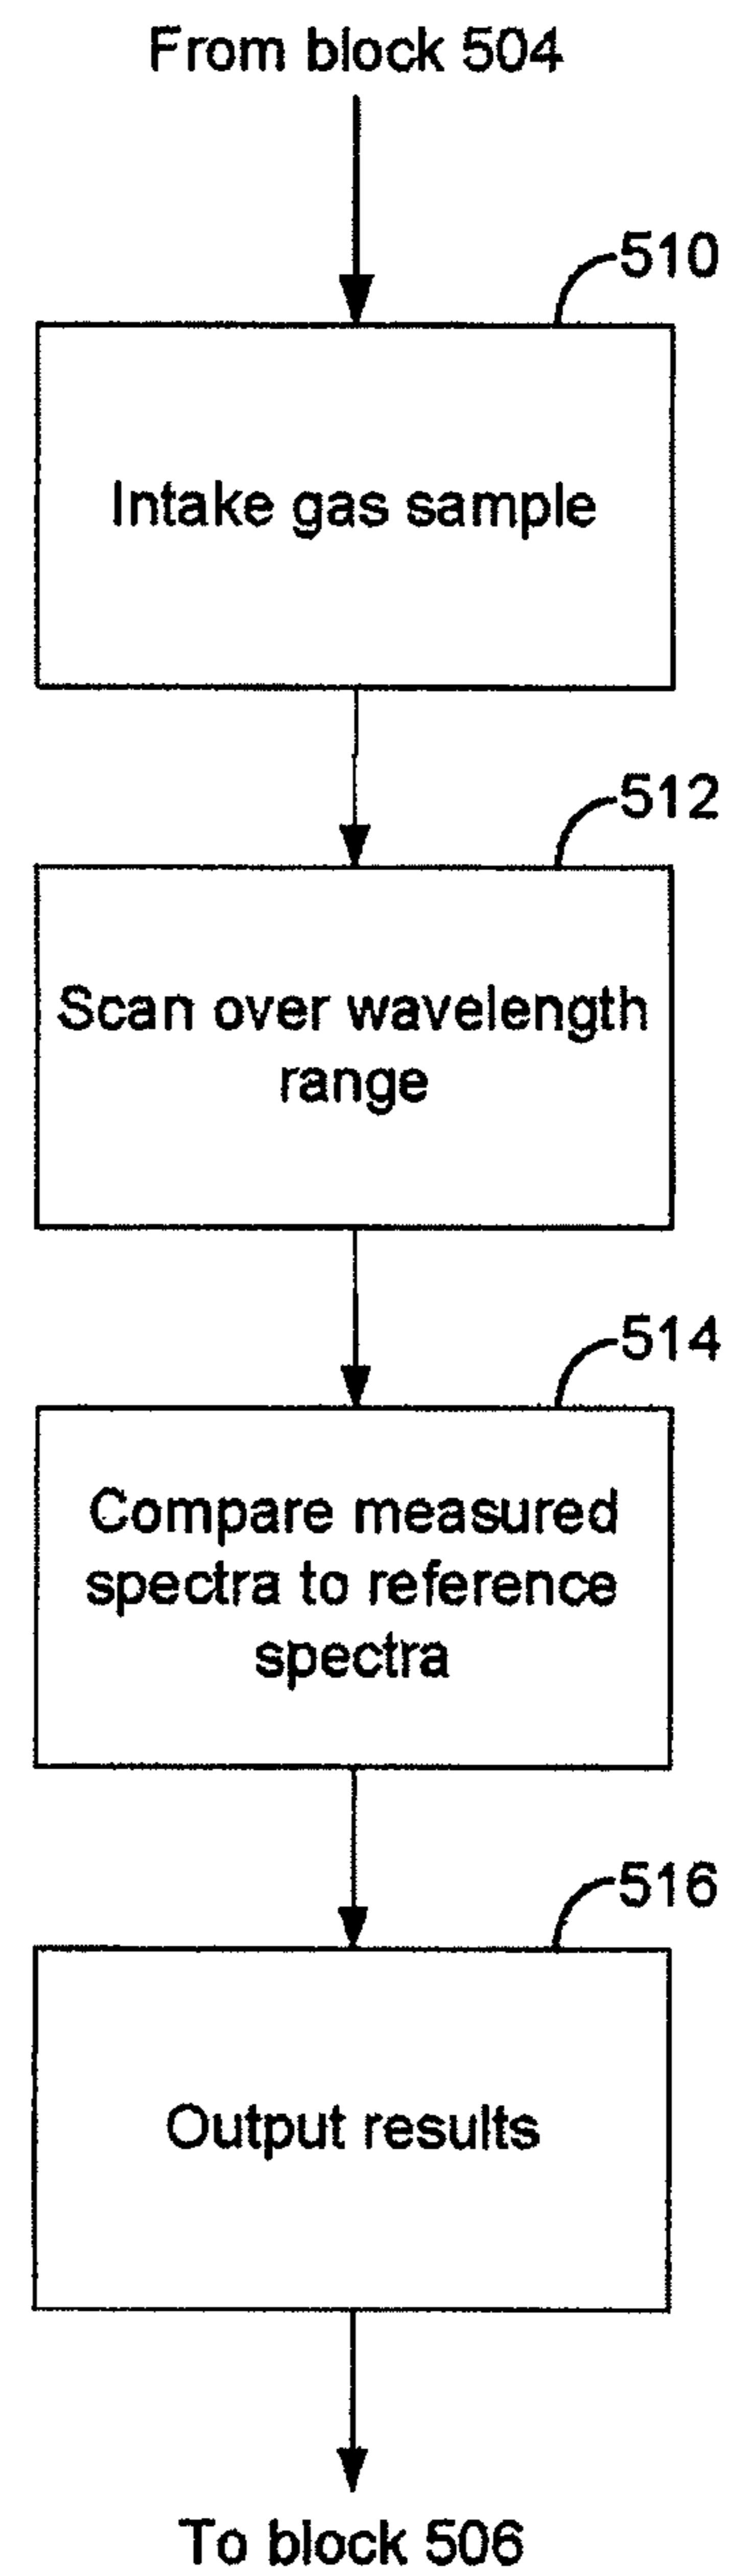 From block 504
510
Intake gas sample
512
Scan over wavelength
range
514
Compare measured
spectra to reference
spectra
516
Output results
To block 506